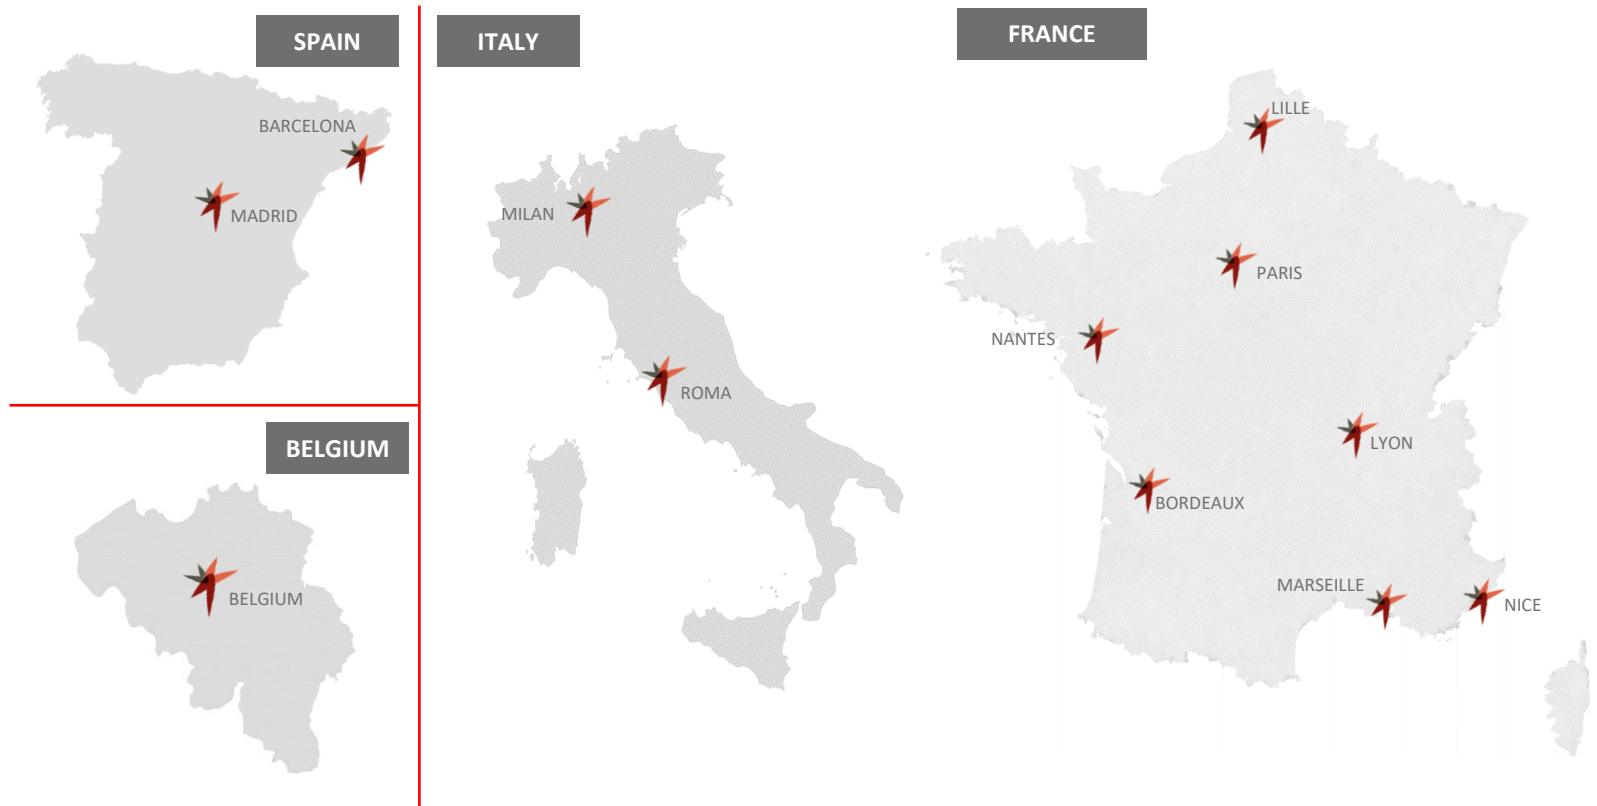 SPAIN
BARCELONA
MADRID
BELGIUM
BELGIUM
ITALY
MILAN
ROMA
FRANCE
LILLE
PARIS
NANTES
LYON
BORDEAUX
MARSEILLE
NICE